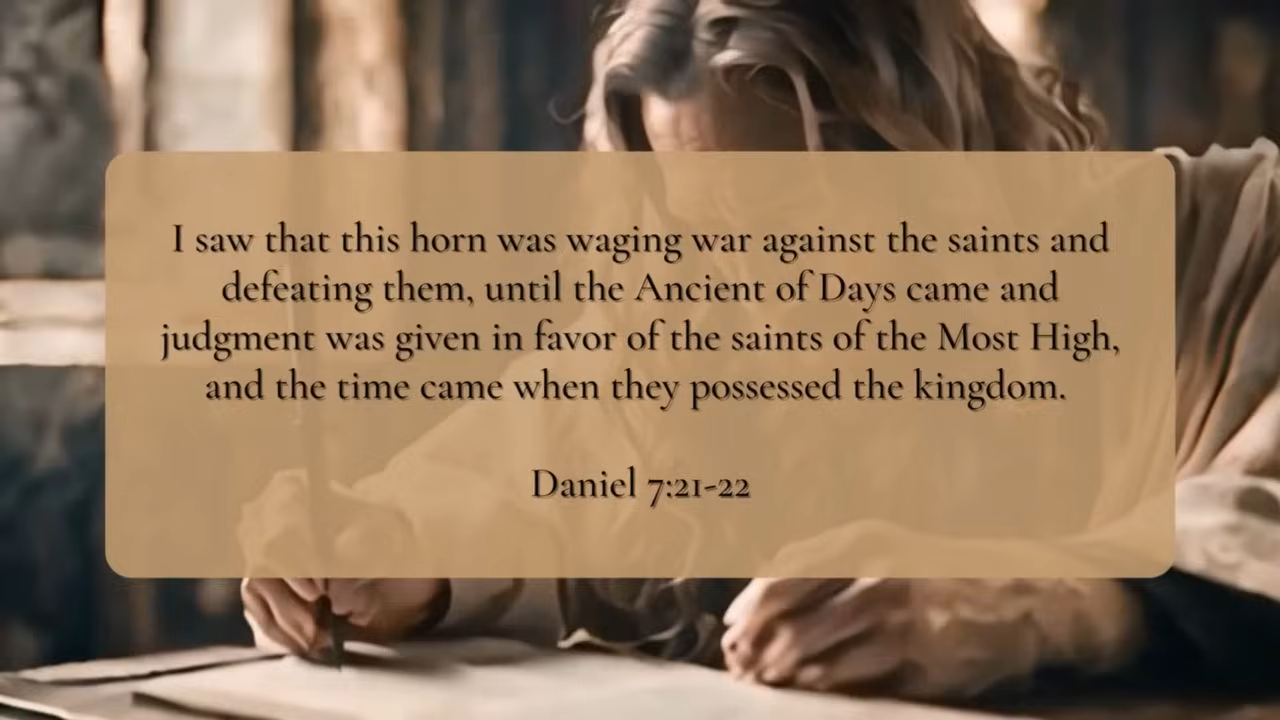 I saw that this horn was waging war against the saints and
defeating them, until the Ancient of Days came and
judgment was given in favor of the saints of the Most High,
and the time came when they possessed the kingdom.
Daniel 7:21-22